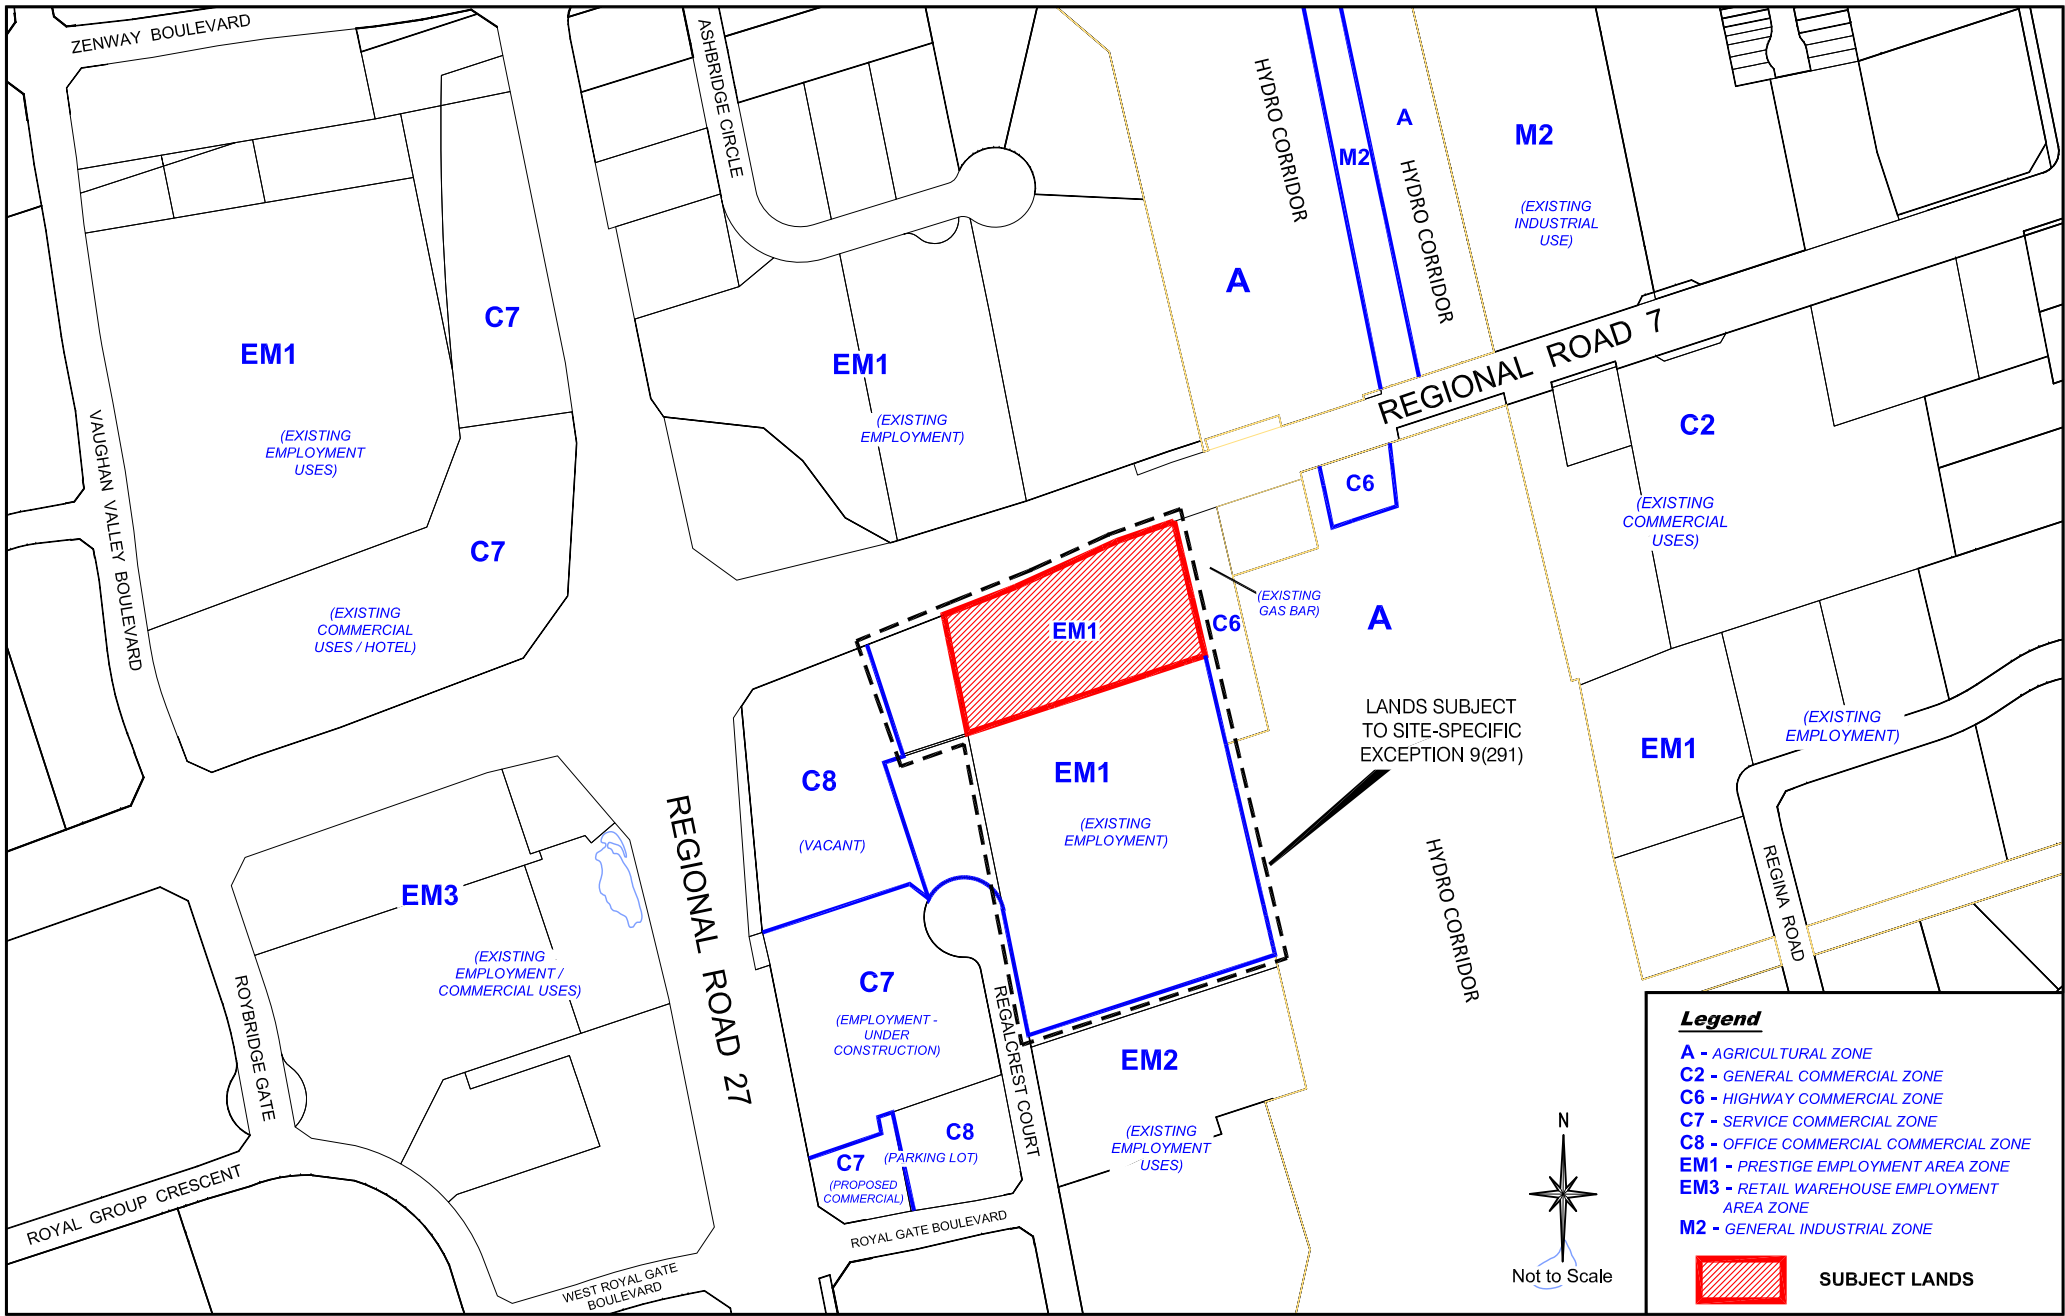 ZENWAY BOULEVARD
ASHBRIDGE CIRCLE
HYDRO CORRIDOR
M2
A
HYDRO CORRIDOR
M2
(EXISTING
INDUSTRIAL
USE)
A
C7
EM1
(EXISTING
EMPLOYMENT
USES)
EM1
(EXISTING
EMPLOYMENT)
REGIONAL ROAD 7
C2
(EXISTING
COMMERCIAL
USES)
VAUGHAN VALLEY BOULEVARD
C7
(EXISTING
COMMERCIAL
USES / HOTEL)
C6
(EXISTING
GAS BAR)
EM1
C6
A
LANDS SUBJECT
TO SITE-SPECIFIC
EXCEPTION 9(291)
EM1
(EXISTING
EMPLOYMENT)
C8
(VACANT)
EM1
(EXISTING
EMPLOYMENT)
REGIONAL ROAD 27
EM3
(EXISTING
EMPLOYMENT /
COMMERCIAL USES)
HYDRO CORRIDOR
REGINA ROAD
ROYBRIDGE GATE
C7
(EMPLOYMENT -
UNDER
CONSTRUCTION)
REGALCREST COURT
EM2
(EXISTING
EMPLOYMENT
USES)
C8
(PARKING LOT)
C7
(PROPOSED
COMMERCIAL)
ROYAL GROUP CRESCENT
ROYAL GATE BOULEVARD
WEST ROYAL GATE
BOULEVARD
N
Not to Scale
Legend
A - AGRICULTURAL ZONE
C2 - GENERAL COMMERCIAL ZONE
C6 - HIGHWAY COMMERCIAL ZONE
C7 - SERVICE COMMERCIAL ZONE
C8 - OFFICE COMMERCIAL COMMERCIAL ZONE
EM1 - PRESTIGE EMPLOYMENT AREA ZONE
EM3 - RETAIL WAREHOUSE EMPLOYMENT
AREA ZONE
M2 - GENERAL INDUSTRIAL ZONE
SUBJECT LANDS